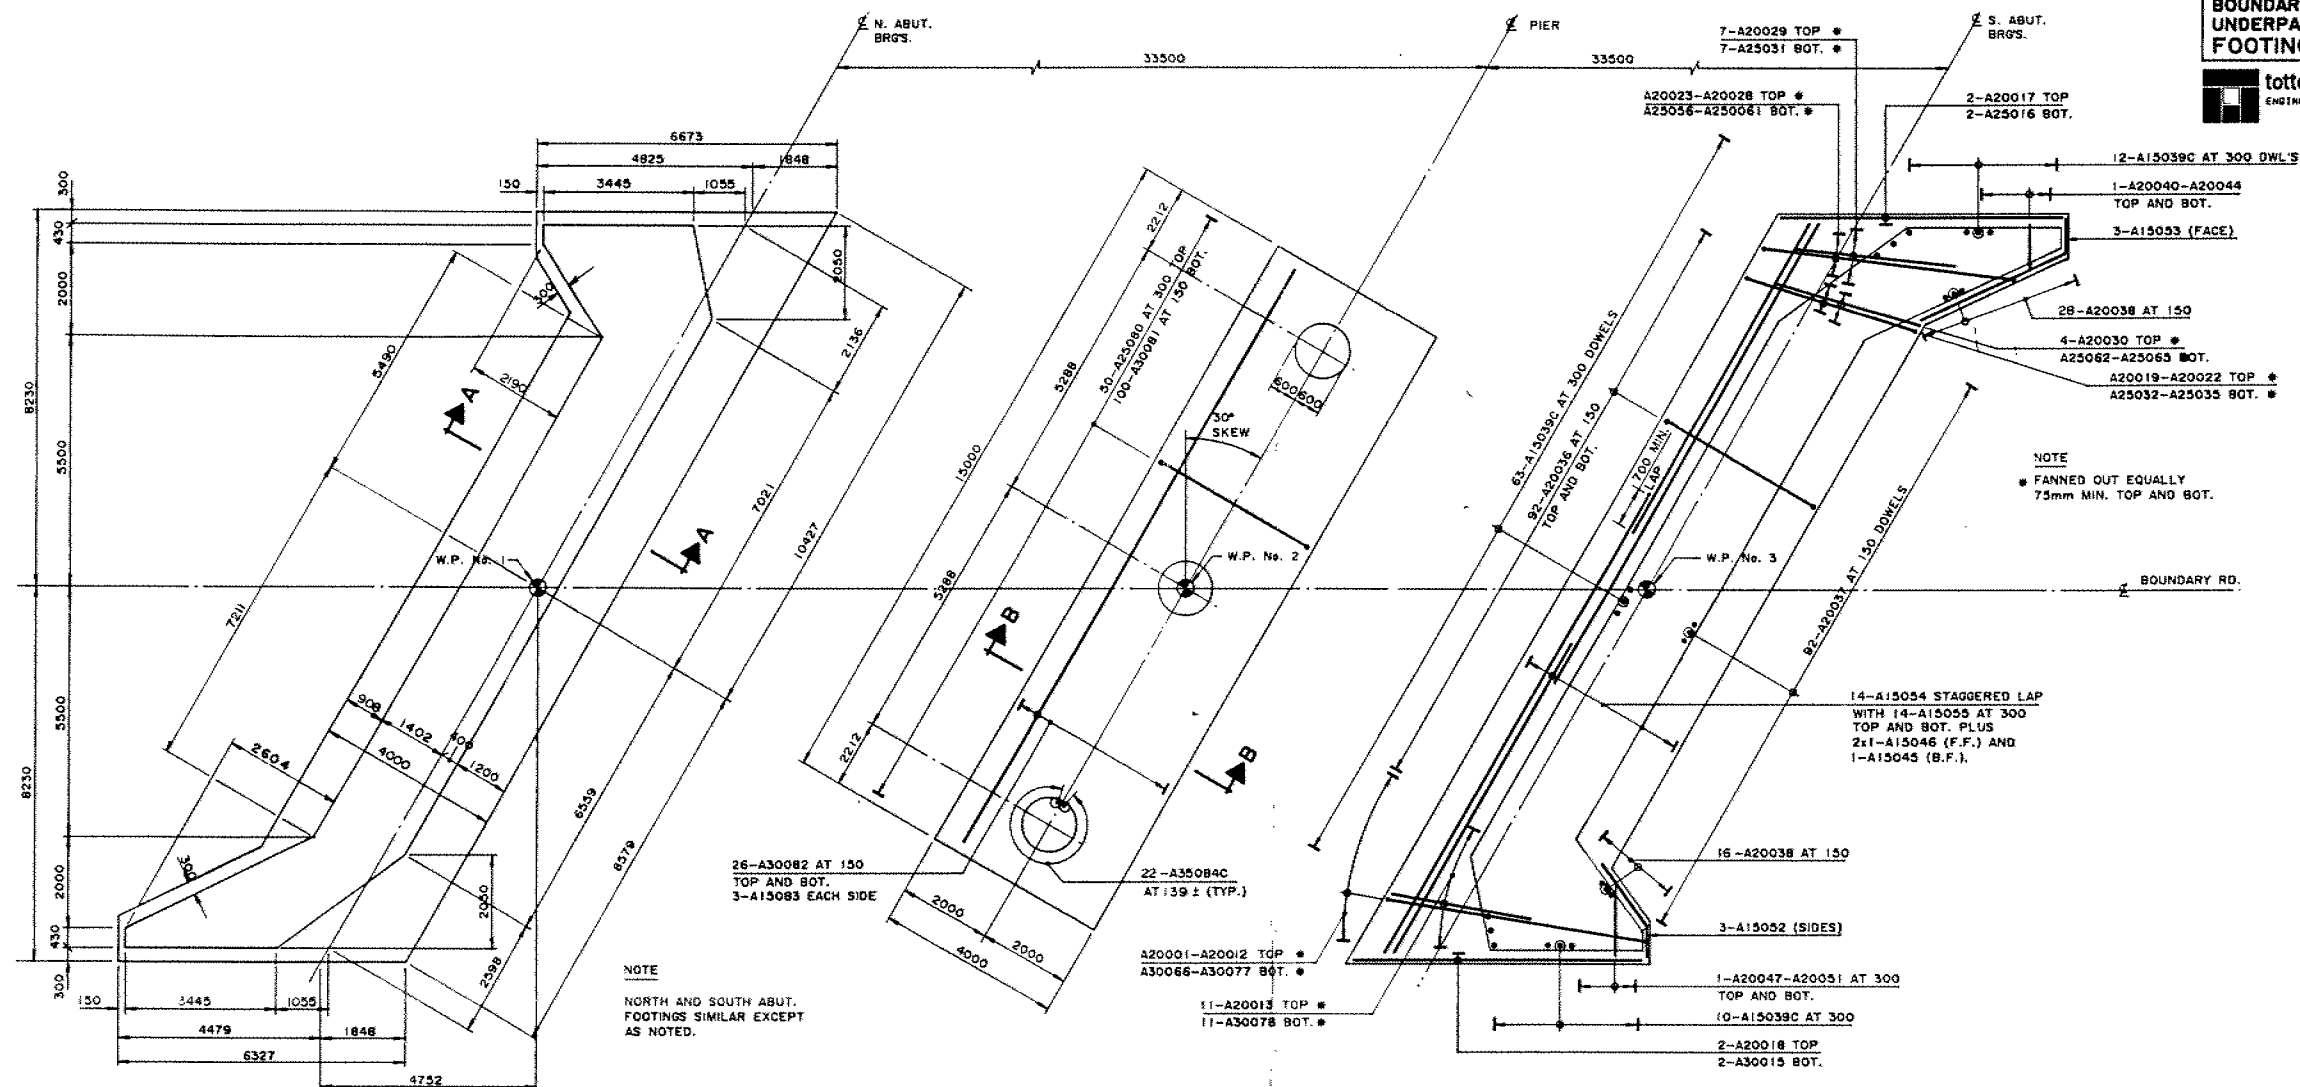 BOUNDAR
UNDERPA
FOOTING
totte
ENGIN
℄ N. ABUT.
BRG'S.
℄ PIER
℄ S. ABUT.
BRG'S.
33500
33500
7-A20029 TOP *
7-A25031 BOT. *
A20023-A20028 TOP *
A25056-A250061 BOT. *
2-A20017 TOP
2-A25016 BOT.
12-A15039C AT 300 DWL'S
1-A20040-A20044
TOP AND BOT.
3-A15053 (FACE)
28-A20038 AT 150
4-A20030 TOP *
A25062-A25065 BOT.
A20019-A20022 TOP *
A25032-A25035 BOT. *
NOTE
* FANNED OUT EQUALLY
75mm MIN. TOP AND BOT.
6673
4825
1848
150
3445
1055
300
430
2000
8230
5500
5500
8230
2000
430
300
300
2050
5490
2190
2136
7021
10427
A
A
W.P. No. 1
7211
908
1402
400
1200
4000
2604
300
6559
8579
2050
2598
150
3445
1055
4479
1848
6327
4752
NOTE
NORTH AND SOUTH ABUT.
FOOTINGS SIMILAR EXCEPT
AS NOTED.
2212
5288
15000
5288
2212
50-A25080 AT 300 TOP
100-A30081 AT 150 BOT.
600
600
30°
SKEW
W.P. No. 2
B
B
26-A30082 AT 150
TOP AND BOT.
3-A15083 EACH SIDE
22-A35084C
AT 139 ± (TYP.)
2000
2000
4000
63-A15039C AT 300 DOWELS
92-A20036 AT 150
TOP AND BOT.
1700 MIN.
LAP
W.P. No. 3
℄ BOUNDARY RD.
92-A20037 AT 150 DOWELS
14-A15054 STAGGERED LAP
WITH 14-A15055 AT 300
TOP AND BOT. PLUS
2x1-A15046 (F.F.) AND
1-A15045 (B.F.).
16-A20038 AT 150
3-A15052 (SIDES)
A20001-A20012 TOP *
A30066-A30077 BOT. *
11-A20013 TOP *
11-A30078 BOT. *
1-A20047-A20051 AT 300
TOP AND BOT.
10-A15039C AT 300
2-A20018 TOP
2-A30015 BOT.